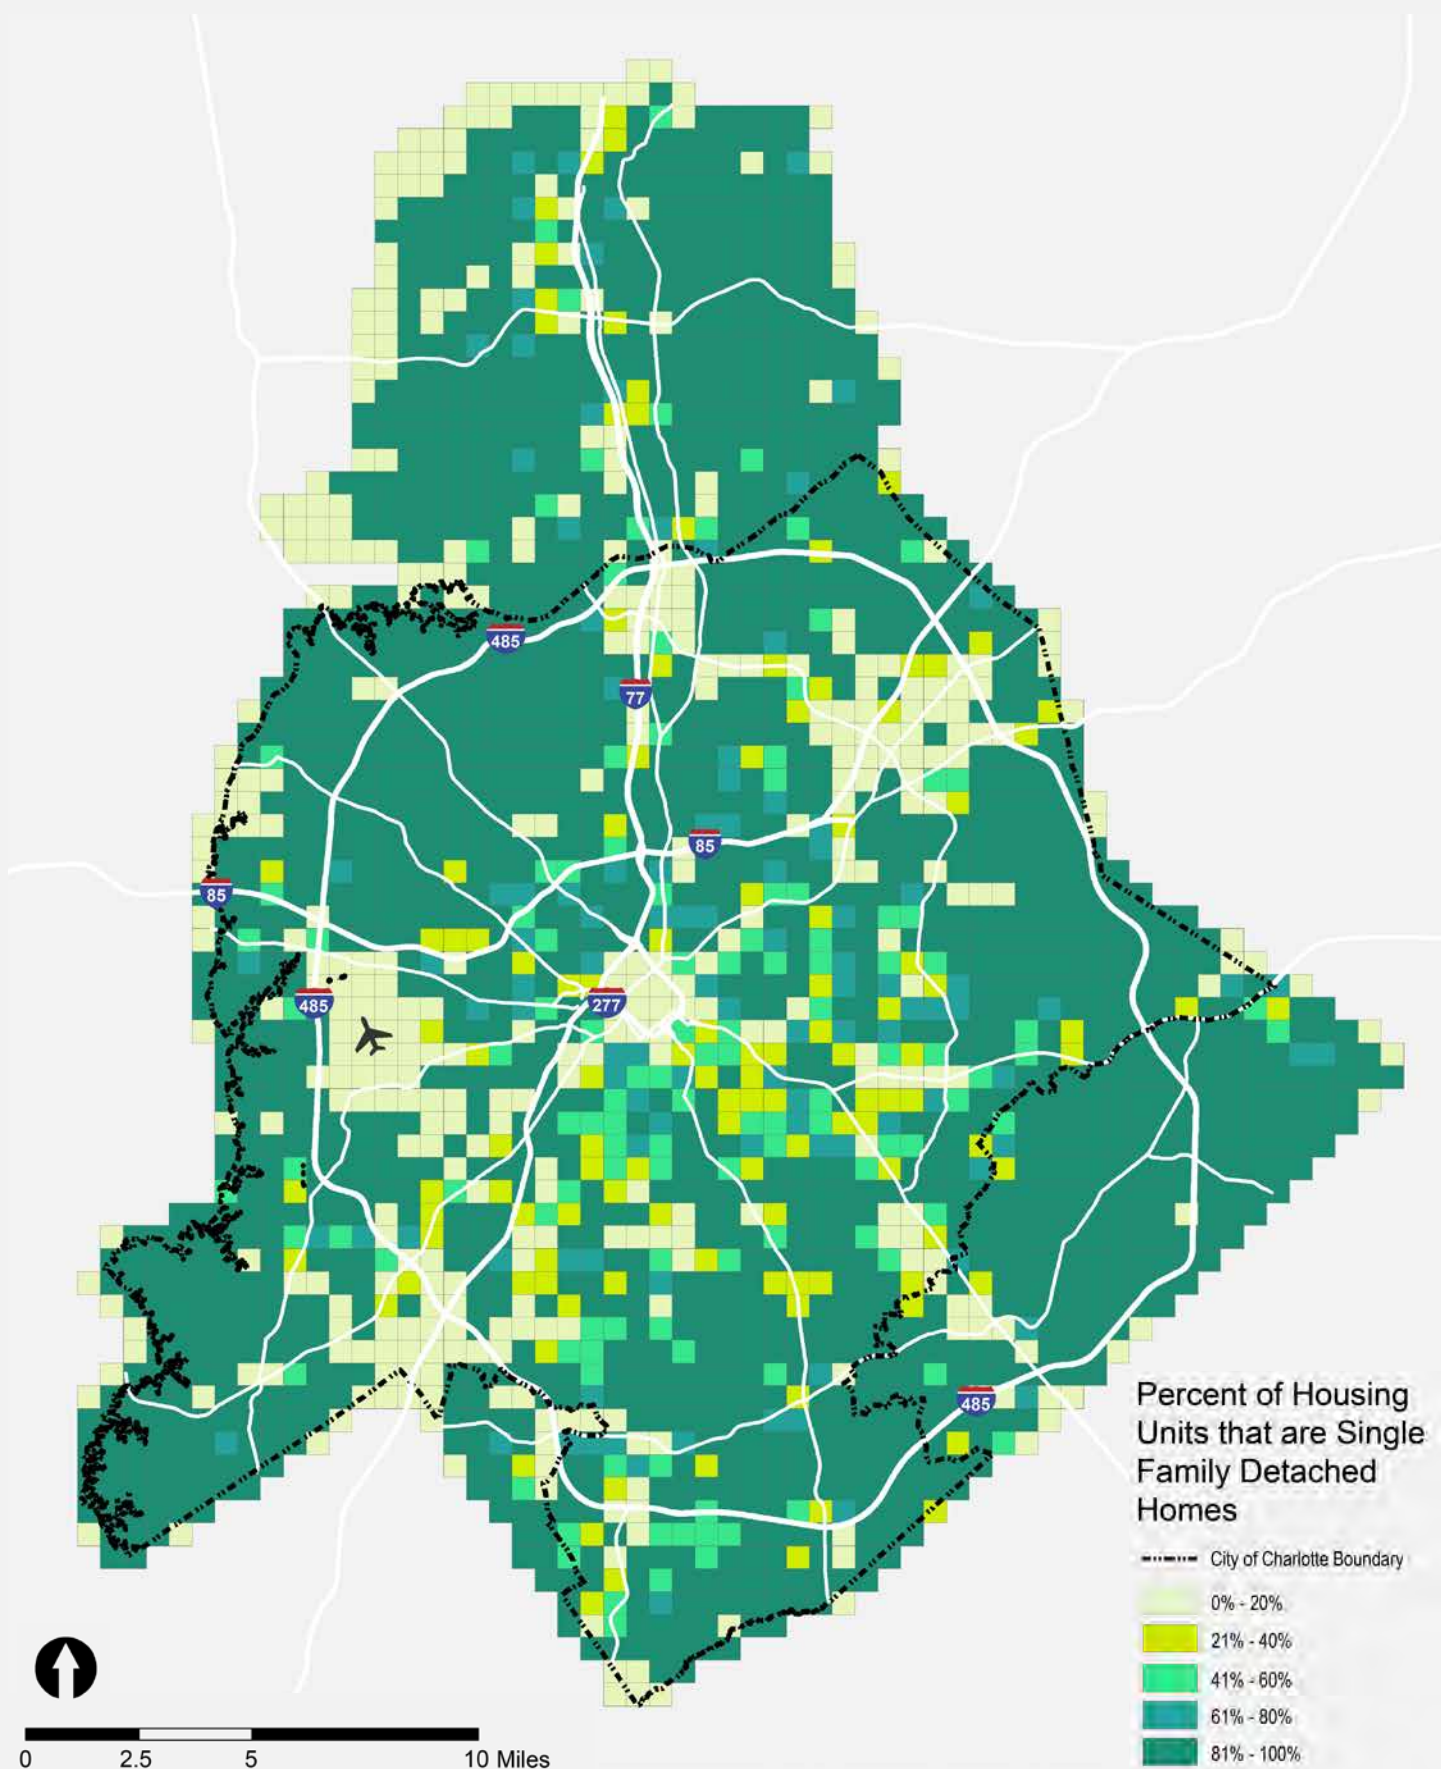 485
77
85
85
277
485
485
Percent of Housing
Units that are Single
Family Detached
Homes
City of Charlotte Boundary
0% - 20%
21% - 40%
41% - 60%
61% - 80%
81% - 100%
0 2.5 5 10 Miles